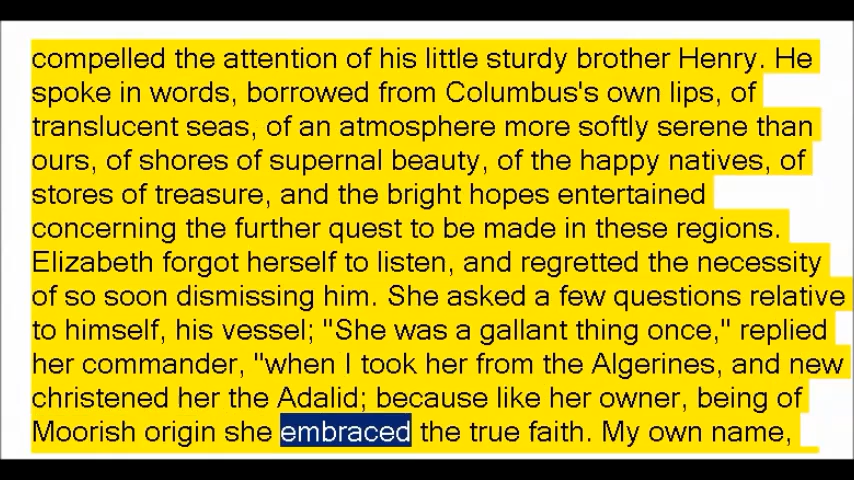 compelled the attention of his little sturdy brother Henry. He
spoke in words, borrowed from Columbus's own lips, of
translucent seas, of an atmosphere more softly serene than
ours, of shores of supernal beauty, of the happy natives, of
stores of treasure, and the bright hopes entertained
concerning the further quest to be made in these regions.
Elizabeth forgot herself to listen, and regretted the necessity
of so soon dismissing him. She asked a few questions relative
to himself, his vessel; "She was a gallant thing once," replied
her commander, "when I took her from the Algerines, and new
christened her the Adalid; because like her owner, being of
Moorish origin she embraced the true faith. My own name,